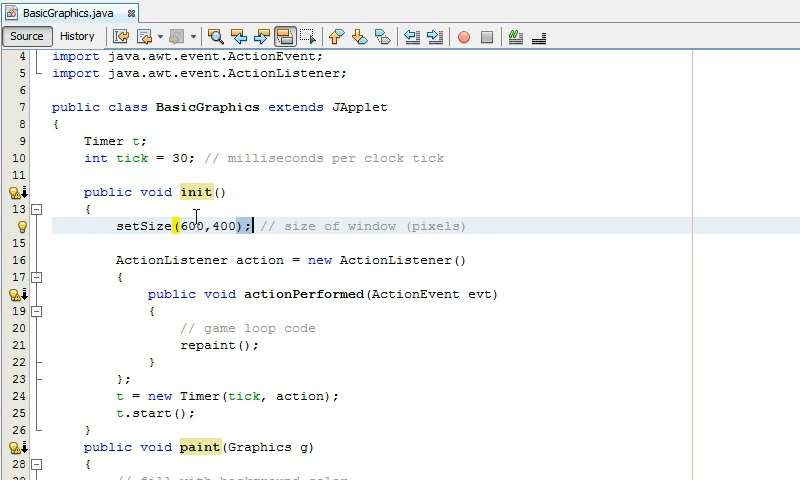 BasicGraphics.java
Source History
4 import java.awt.event.ActionEvent;
5 import java.awt.event.ActionListener;
6
7 public class BasicGraphics extends JApplet
8 {
9 Timer t;
10 int tick = 30; // milliseconds per clock tick
11
public void init()
13 {
setSize(600,400); // size of window (pixels)
15
16 ActionListener action = new ActionListener()
17 {
public void actionPerformed(ActionEvent evt)
19 {
20 // game loop code
21 repaint();
22 }
23 };
24 t = new Timer(tick, action);
25 t.start();
26 }
public void paint(Graphics g)
28 {
// fill with background color